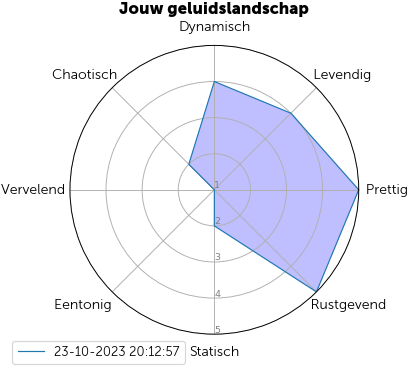 Jouw geluidslandschap
Dynamisch
Chaotisch
Levendig
Vervelend
1
Prettig
2
3
4
Eentonig
Rustgevend
5
23-10-2023 20:12:57
Statisch